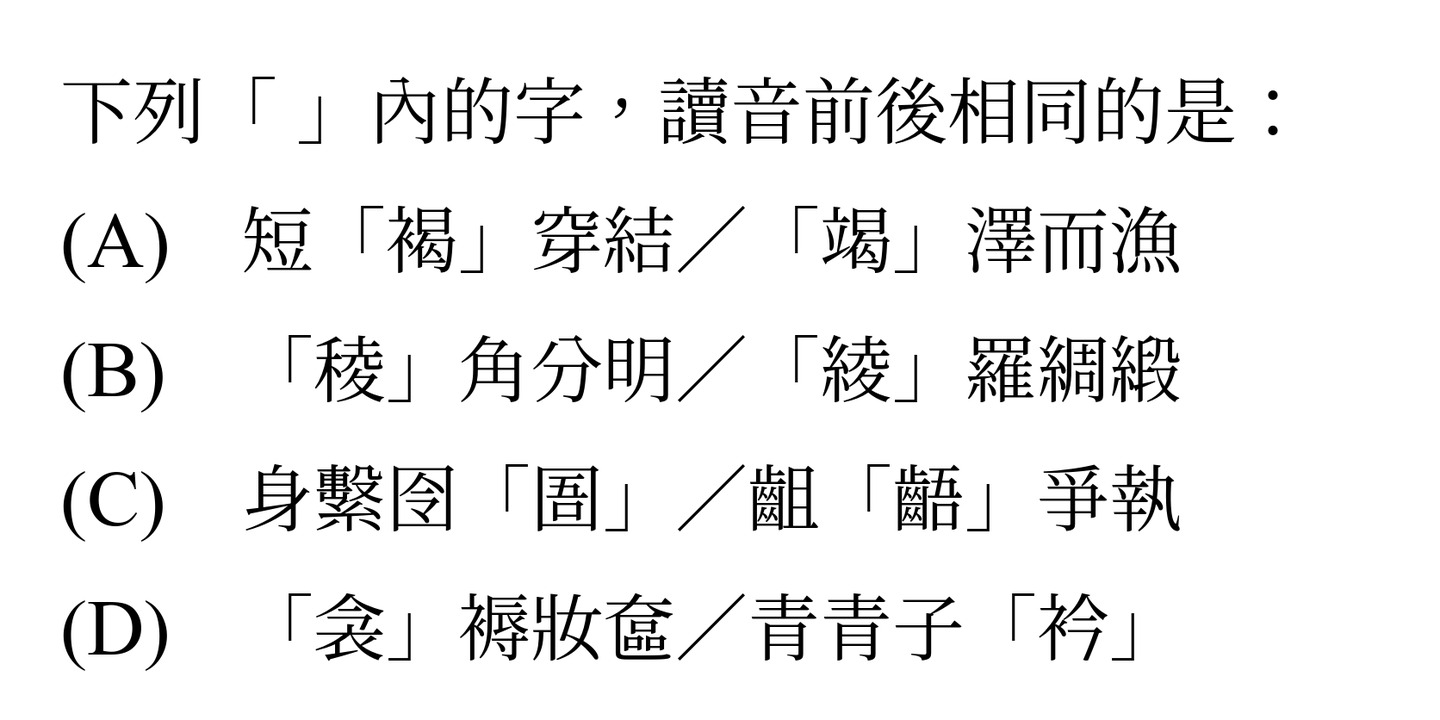 下列「 」內的字，讀音前後相同的是：
(A) 短「褐」穿結／「竭」澤而漁
(B) 「稜」角分明／「綾」羅綢緞
(C) 身繫囹「圄」／齟「齬」爭執
(D) 「衾」褥妝奩／青青子「衿」